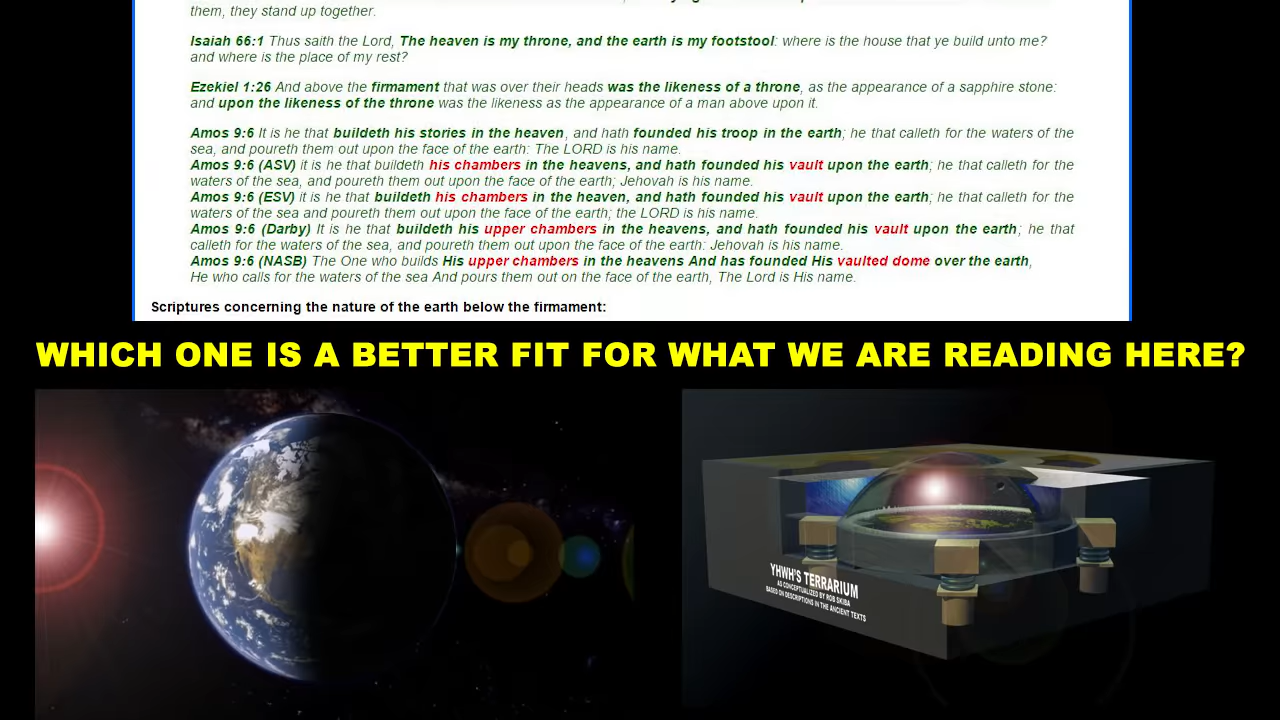 them, they stand up together.
Isaiah 66:1 Thus saith the Lord, The heaven is my throne, and the earth is my footstool: where is the house that ye build unto me?
and where is the place of my rest?
Ezekiel 1:26 And above the firmament that was over their heads was the likeness of a throne, as the appearance of a sapphire stone:
and upon the likeness of the throne was the likeness as the appearance of a man above upon it.
Amos 9:6 It is he that buildeth his stories in the heaven, and hath founded his troop in the earth; he that calleth for the waters of the
sea, and poureth them out upon the face of the earth: The LORD is his name.
Amos 9:6 (ASV) it is he that buildeth his chambers in the heavens, and hath founded his vault upon the earth; he that calleth for the
waters of the sea, and poureth them out upon the face of the earth; Jehovah is his name.
Amos 9:6 (ESV) it is he that buildeth his chambers in the heaven, and hath founded his vault upon the earth; he that calleth for the
waters of the sea and poureth them out upon the face of the earth; the LORD is his name.
Amos 9:6 (Darby) It is he that buildeth his upper chambers in the heavens, and hath founded his vault upon the earth; he that
calleth for the waters of the sea, and poureth them out upon the face of the earth: Jehovah is his name.
Amos 9:6 (NASB) The One who builds His upper chambers in the heavens And has founded His vaulted dome over the earth,
He who calls for the waters of the sea And pours them out on the face of the earth, The Lord is His name.
Scriptures concerning the nature of the earth below the firmament:
WHICH ONE IS A BETTER FIT FOR WHAT WE ARE READING HERE?
YHWH'S TERRARIUM
AS CONCEPTUALIZED BY ROB SKIBA
BASED ON DESCRIPTIONS IN THE ANCIENT TEXTS